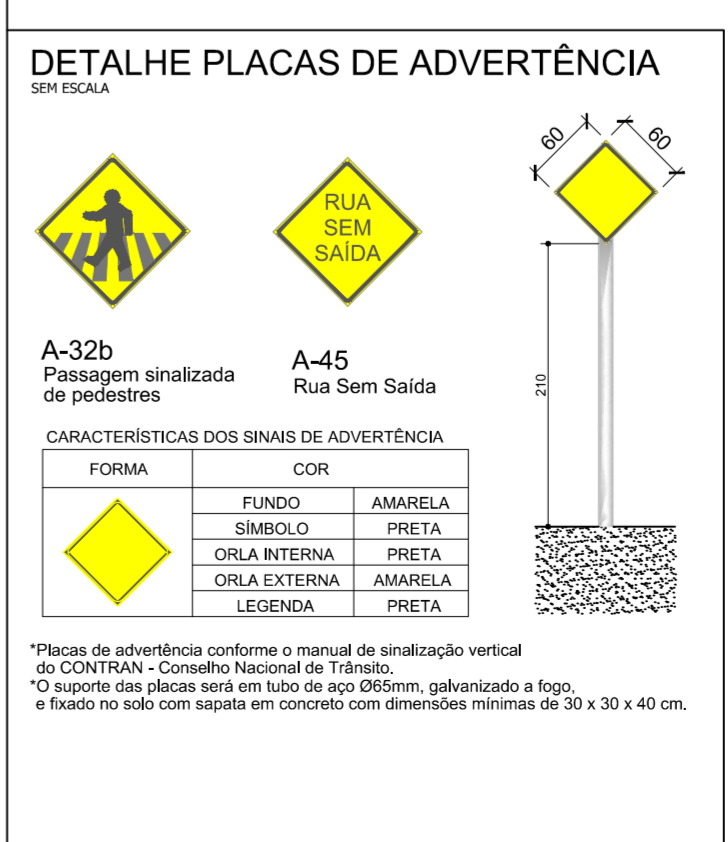 DETALHE PLACAS DE ADVERTÊNCIA
SEM ESCALA
60
60
RUA
SEM
SAÍDA
210
A-32b
Passagem sinalizada
de pedestres
A-45
Rua Sem Saída
CARACTERÍSTICAS DOS SINAIS DE ADVERTÊNCIA
FORMA COR
FUNDO AMARELA
SÍMBOLO PRETA
ORLA INTERNA PRETA
ORLA EXTERNA AMARELA
LEGENDA PRETA
*Placas de advertência conforme o manual de sinalização vertical
do CONTRAN - Conselho Nacional de Trânsito.
*O suporte das placas será em tubo de aço Ø65mm, galvanizado a fogo,
e fixado no solo com sapata em concreto com dimensões mínimas de 30 x 30 x 40 cm.